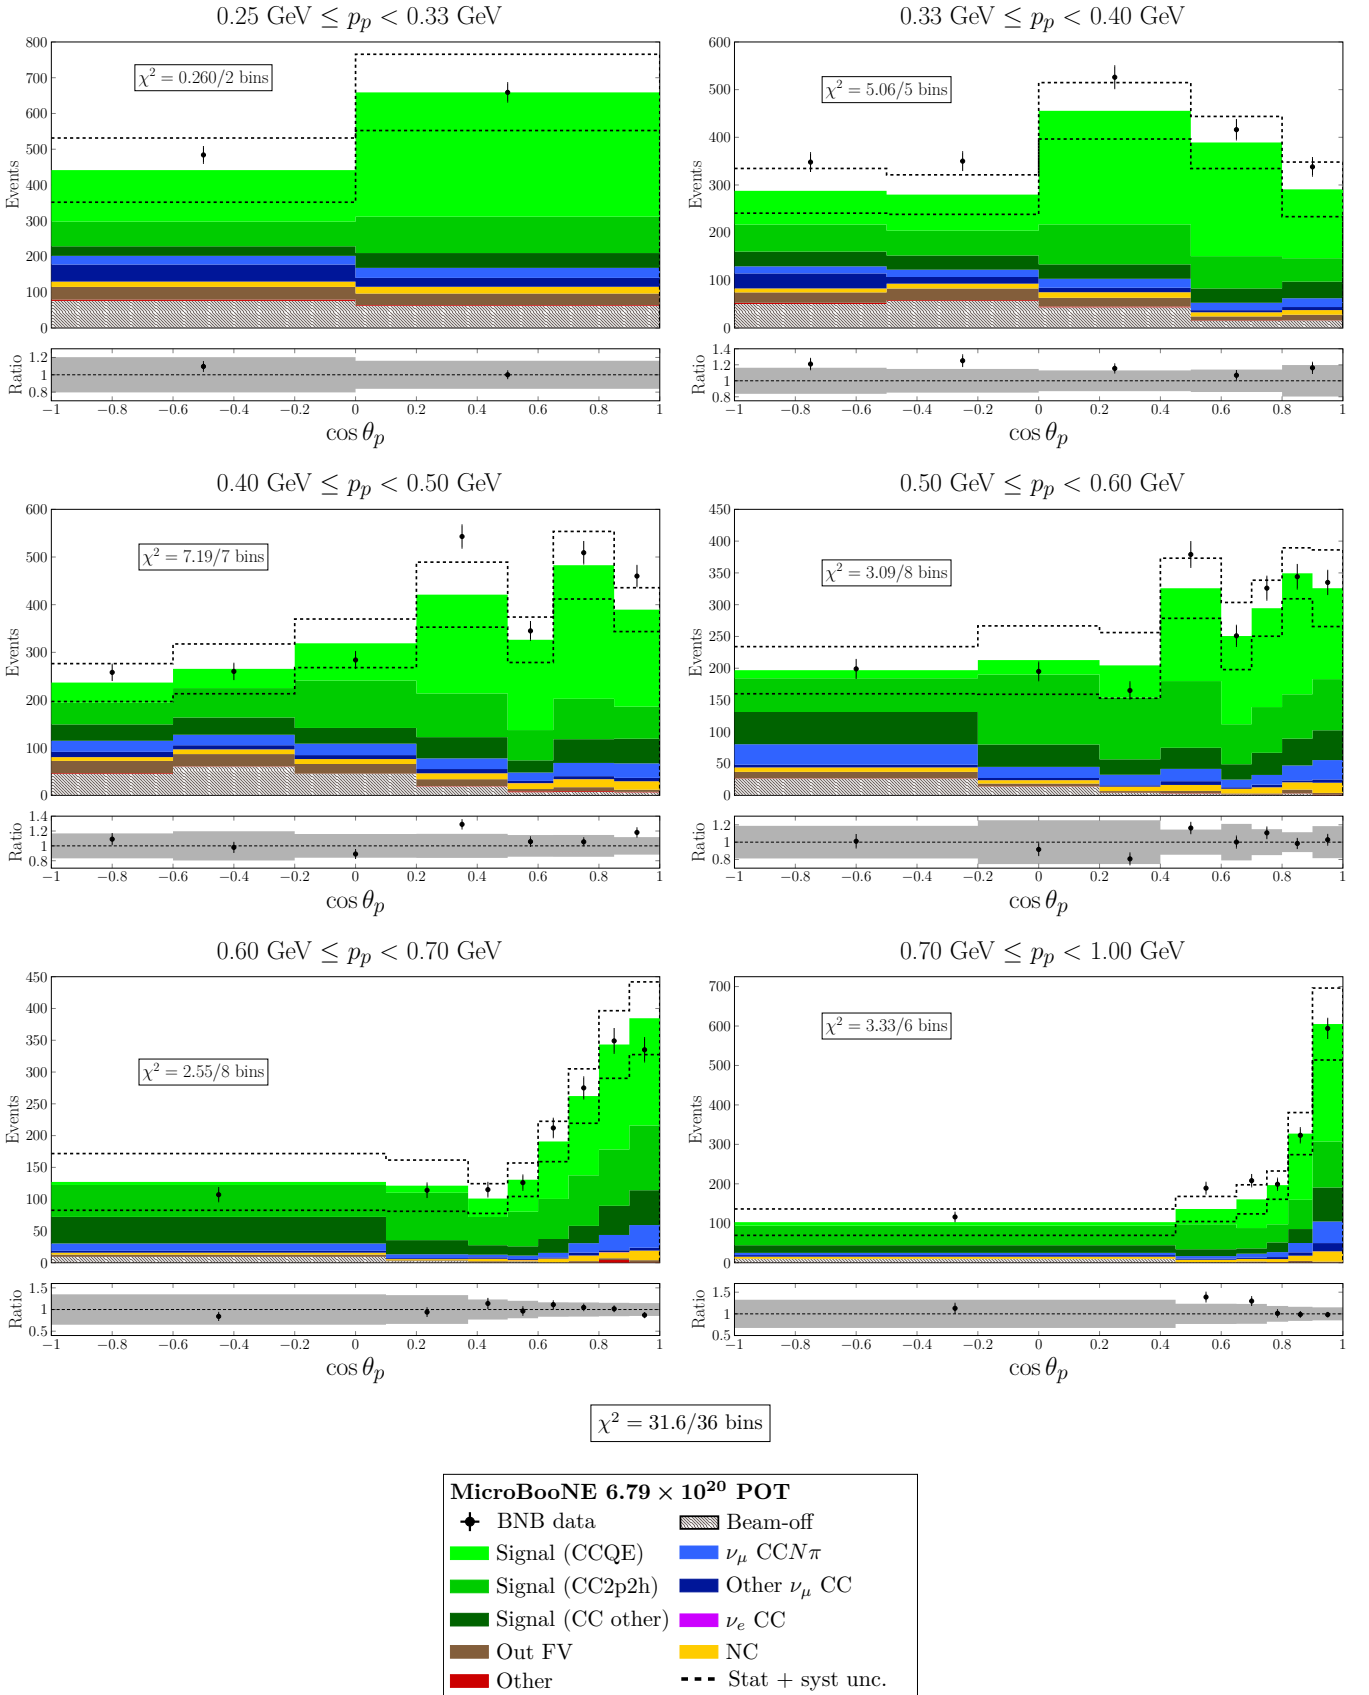 0.25 GeV ≤ p_p < 0.33 GeV
800
700
600
500
400
300
200
100
0
Events
χ² = 0.260/2 bins
1.2
1
0.8
Ratio
−1 −0.8 −0.6 −0.4 −0.2 0 0.2 0.4 0.6 0.8 1
cos θ_p
0.33 GeV ≤ p_p < 0.40 GeV
600
500
400
300
200
100
0
Events
χ² = 5.06/5 bins
1.4
1.2
1
0.8
Ratio
−1 −0.8 −0.6 −0.4 −0.2 0 0.2 0.4 0.6 0.8 1
cos θ_p
0.40 GeV ≤ p_p < 0.50 GeV
600
500
400
300
200
100
0
Events
χ² = 7.19/7 bins
1.4
1.2
1
0.8
Ratio
−1 −0.8 −0.6 −0.4 −0.2 0 0.2 0.4 0.6 0.8 1
cos θ_p
0.50 GeV ≤ p_p < 0.60 GeV
450
400
350
300
250
200
150
100
50
0
Events
χ² = 3.09/8 bins
1.2
1
0.8
Ratio
−1 −0.8 −0.6 −0.4 −0.2 0 0.2 0.4 0.6 0.8 1
cos θ_p
0.60 GeV ≤ p_p < 0.70 GeV
450
400
350
300
250
200
150
100
50
0
Events
χ² = 2.55/8 bins
1.5
1
0.5
Ratio
−1 −0.8 −0.6 −0.4 −0.2 0 0.2 0.4 0.6 0.8 1
cos θ_p
0.70 GeV ≤ p_p < 1.00 GeV
700
600
500
400
300
200
100
0
Events
χ² = 3.33/6 bins
1.5
1
0.5
Ratio
−1 −0.8 −0.6 −0.4 −0.2 0 0.2 0.4 0.6 0.8 1
cos θ_p
χ² = 31.6/36 bins
MicroBooNE 6.79 × 10²⁰ POT
BNB data
Beam-off
Signal (CCQE)
ν_μ CCNπ
Signal (CC2p2h)
Other ν_μ CC
Signal (CC other)
ν_e CC
Out FV
NC
Other
Stat + syst unc.